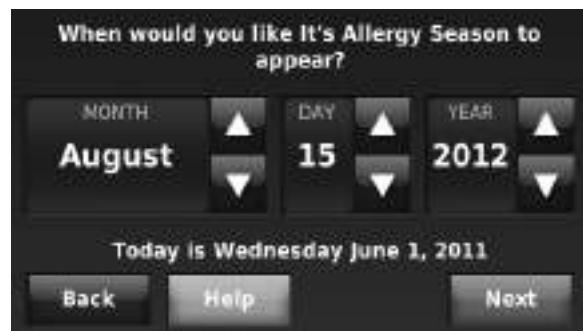 When would you like It's Allergy Season to
appear?
MONTH DAY YEAR
August 15 2012
Today is Wednesday June 1, 2011
Back Help Next